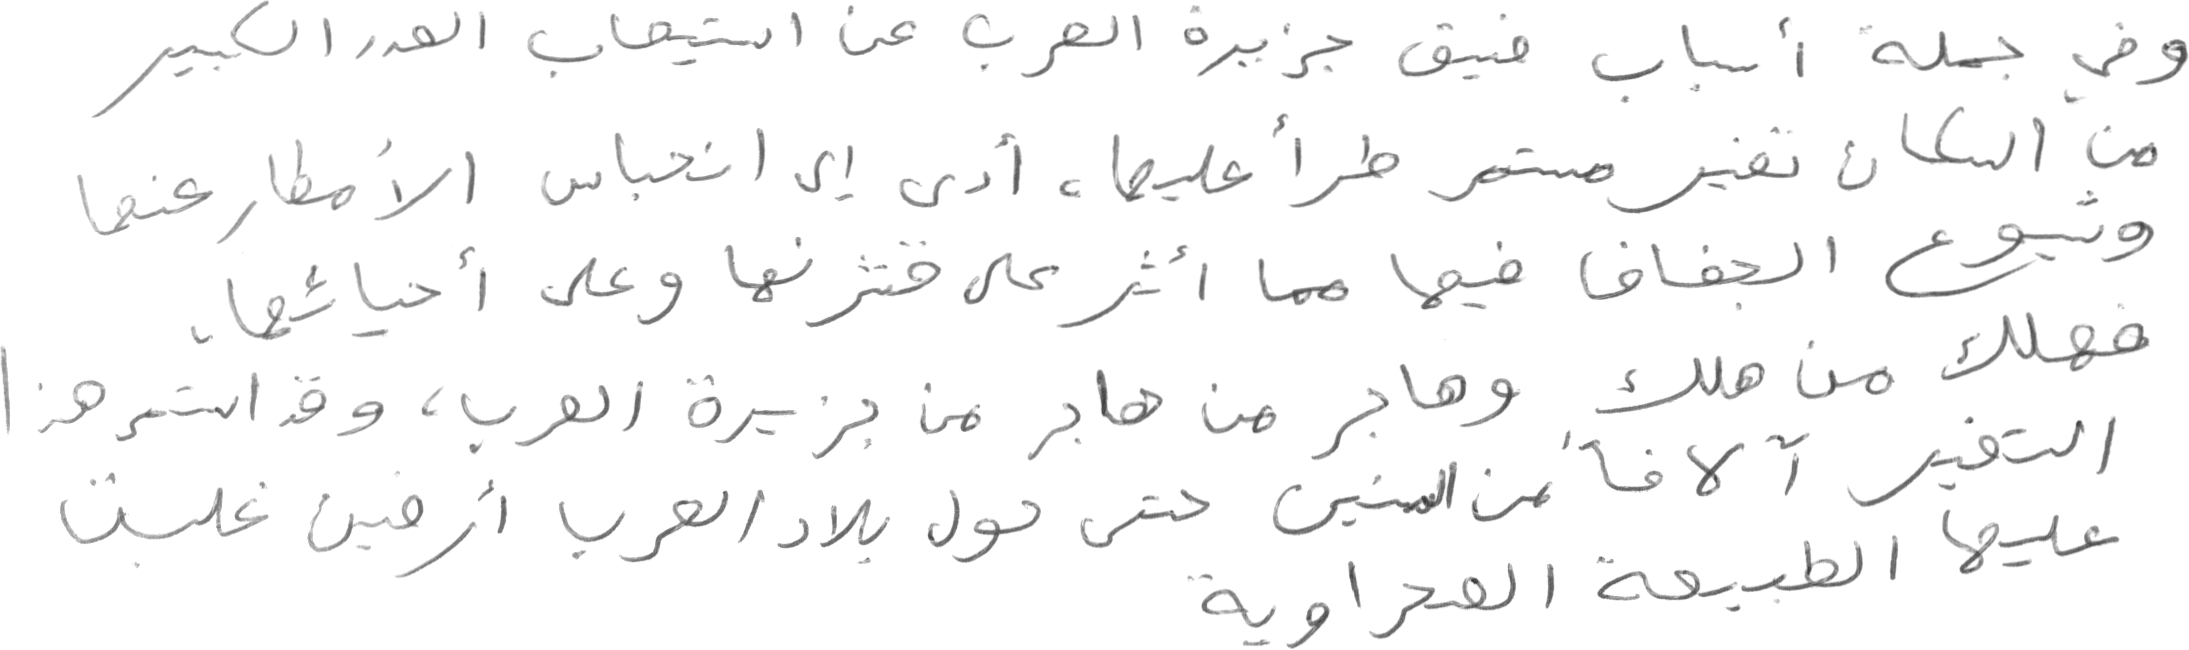 وفي جملة أسباب ضيق جزيرة العرب عن استيعاب العدد الكبير
من السكان تغير مستمر طرأ عليها، أدى إلى انحباس الأمطار عنها
وشيوع الجفاف فيها مما أثر على قشرتها وعلى أحيائها،
فهلك من هلك وهاجر من هاجر من جزيرة العرب، وقد استمر هذا
التغير آلافاً من السنين حتى حول بلاد العرب أرضين غلبت
عليها الطبيعة الصحراوية